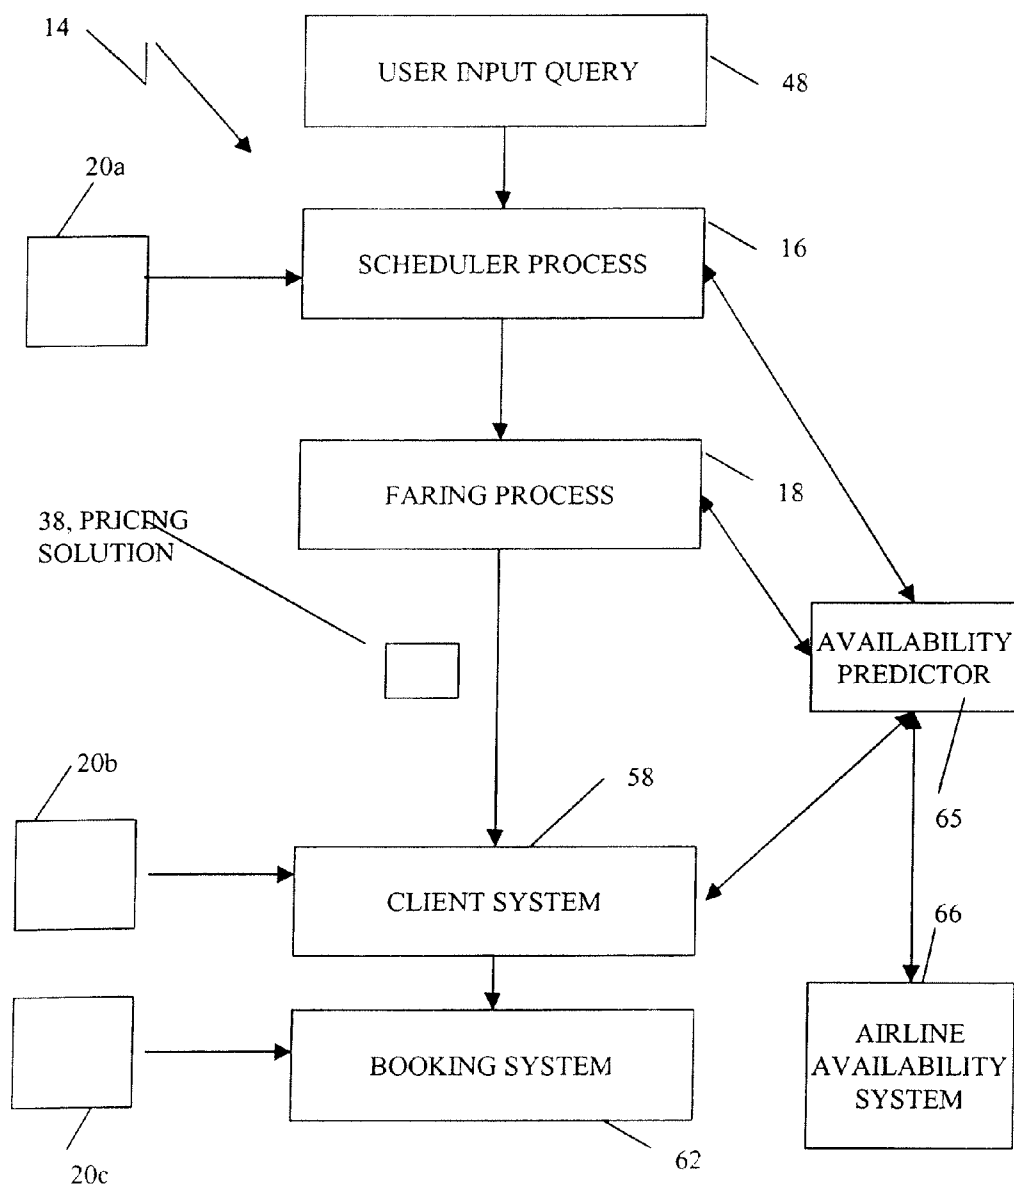 14
USER INPUT QUERY
48
20a
SCHEDULER PROCESS
16
FARING PROCESS
18
38, PRICING
SOLUTION
AVAILABILITY
PREDICTOR
20b
58
65
CLIENT SYSTEM
66
BOOKING SYSTEM
AIRLINE
AVAILABILITY
SYSTEM
20c
62